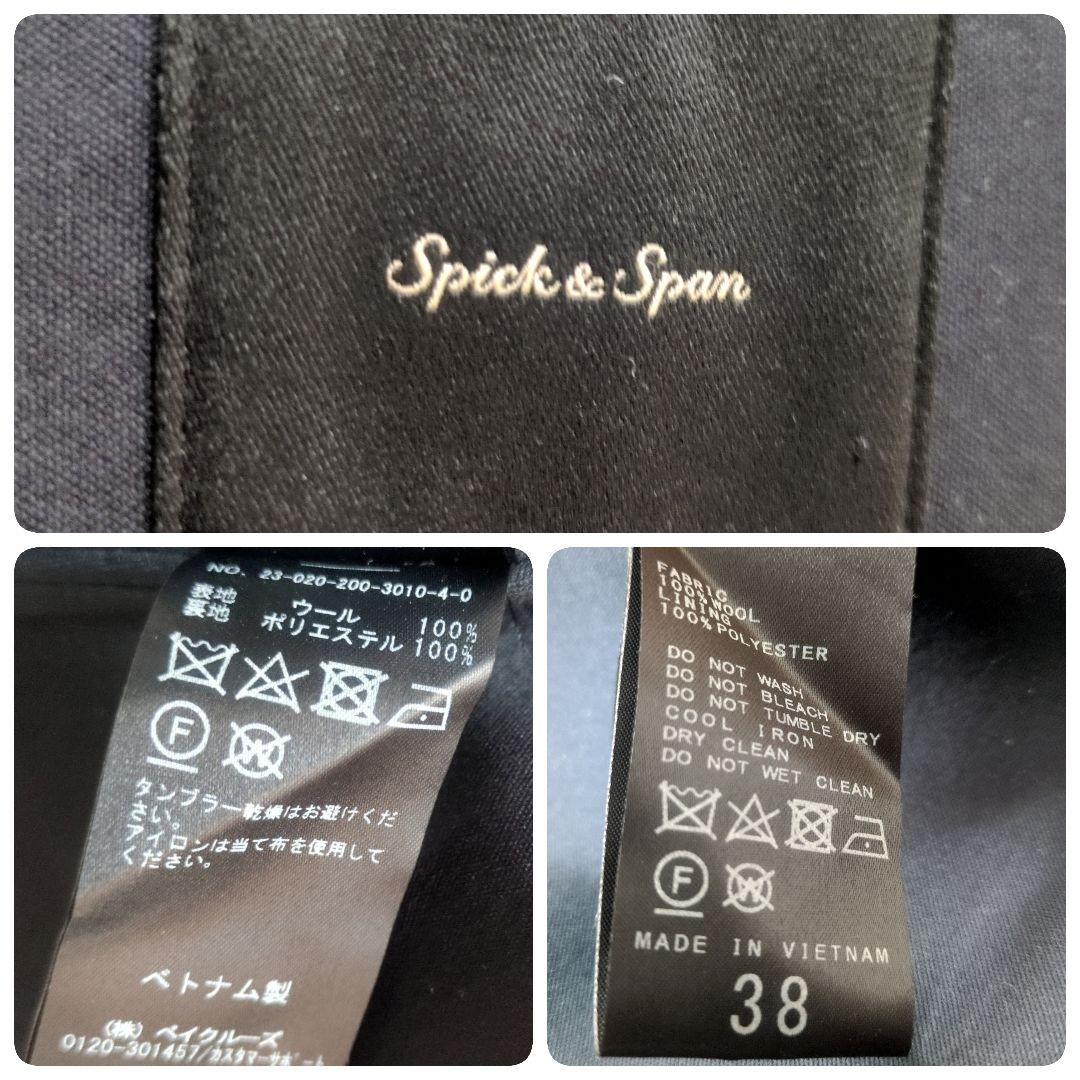 Spick & Span
NO. 23-020-200-3010-4-0
表地 ウール 100%
裏地 ポリエステル 100%
F
W
タンブラー乾燥はお避けくだ
さい。
アイロンは当て布を使用して
ください。
ベトナム製
(株) ベイクルーズ
0120-301457/カスタマーサポート
FABRIC
100%WOOL
LINING
100%POLYESTER
DO NOT WASH
DO NOT BLEACH
DO NOT TUMBLE DRY
COOL IRON
DRY CLEAN
DO NOT WET CLEAN
F
W
MADE IN VIETNAM
38